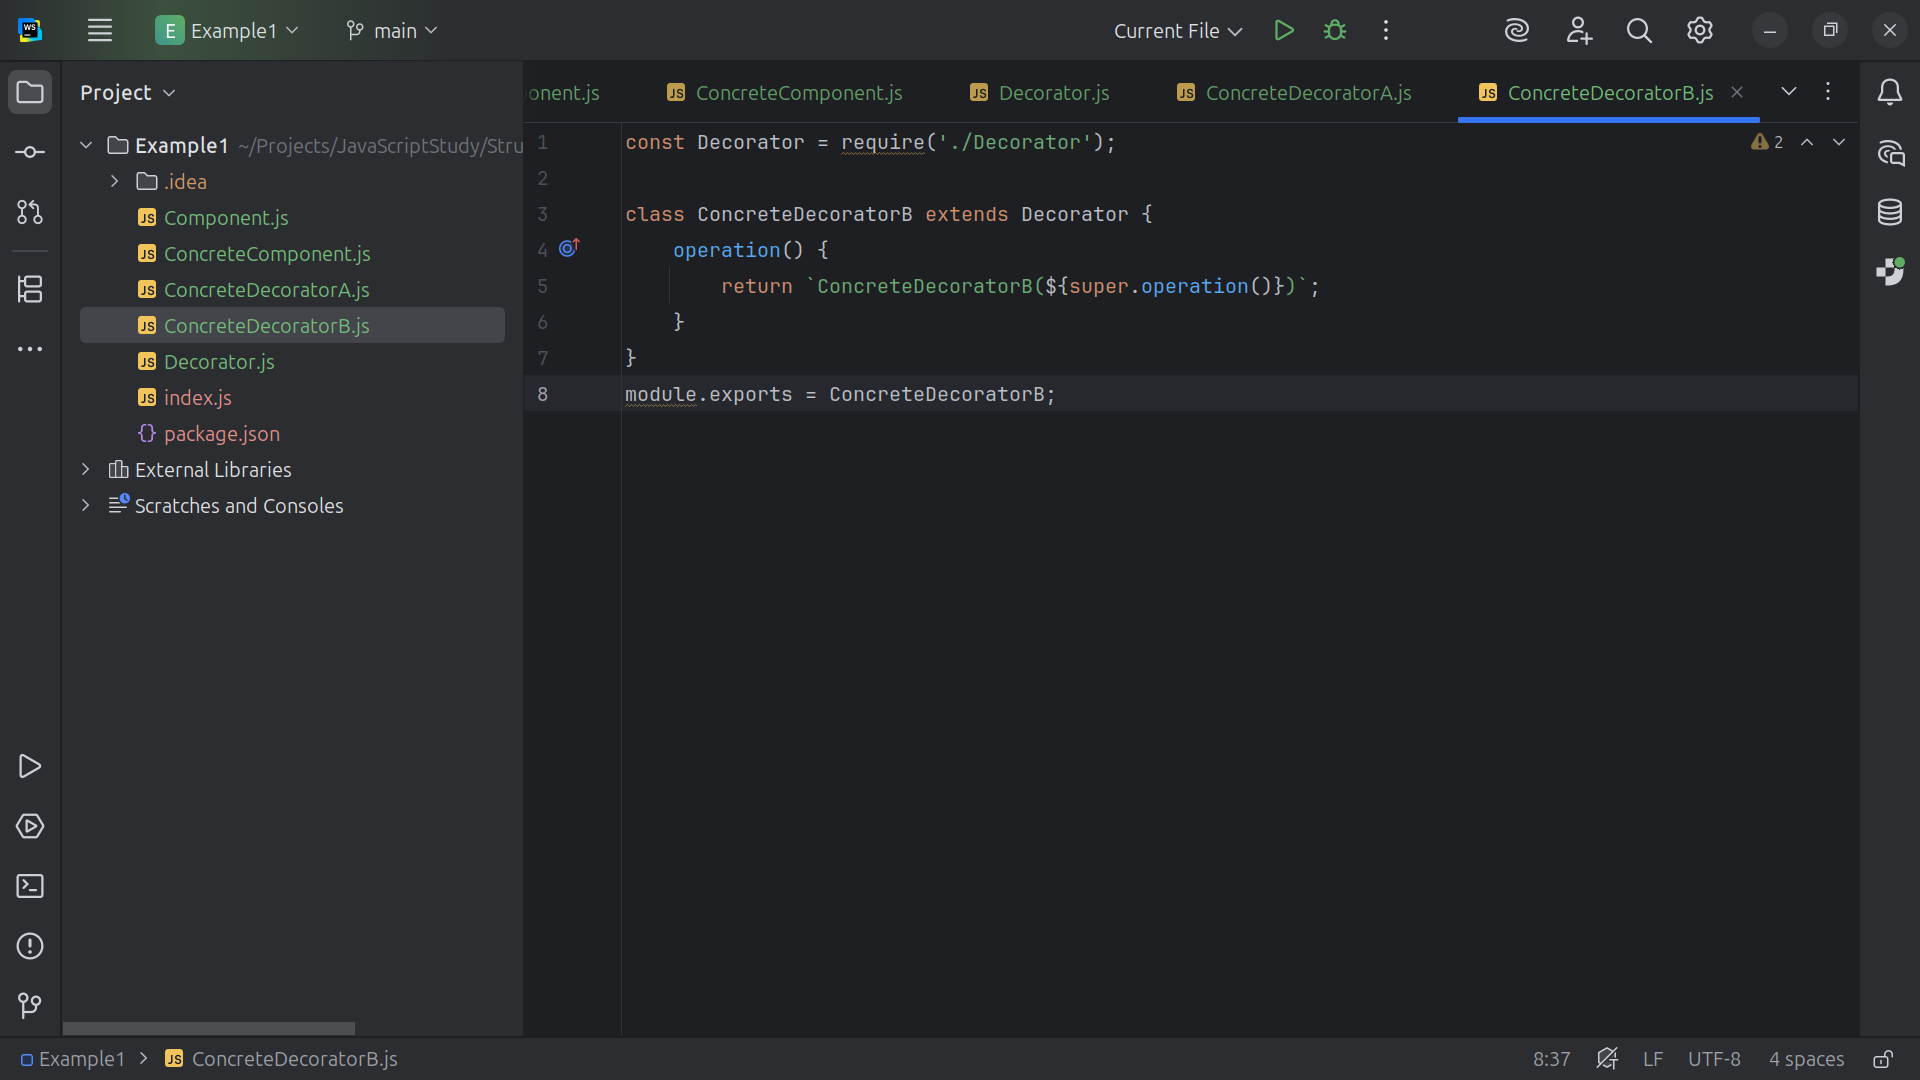 WS
E Example1
main
Current File
Project
onent.js
JS ConcreteComponent.js
JS Decorator.js
JS ConcreteDecoratorA.js
JS ConcreteDecoratorB.js
Example1 ~/Projects/JavaScriptStudy/Stru
.idea
JS Component.js
JS ConcreteComponent.js
JS ConcreteDecoratorA.js
JS ConcreteDecoratorB.js
JS Decorator.js
JS index.js
{} package.json
External Libraries
Scratches and Consoles
1 const Decorator = require('./Decorator');
2
3 class ConcreteDecoratorB extends Decorator {
4 operation() {
5 return `ConcreteDecoratorB(${super.operation()})`;
6 }
7 }
8 module.exports = ConcreteDecoratorB;
2
Example1
JS ConcreteDecoratorB.js
8:37
LF
UTF-8
4 spaces